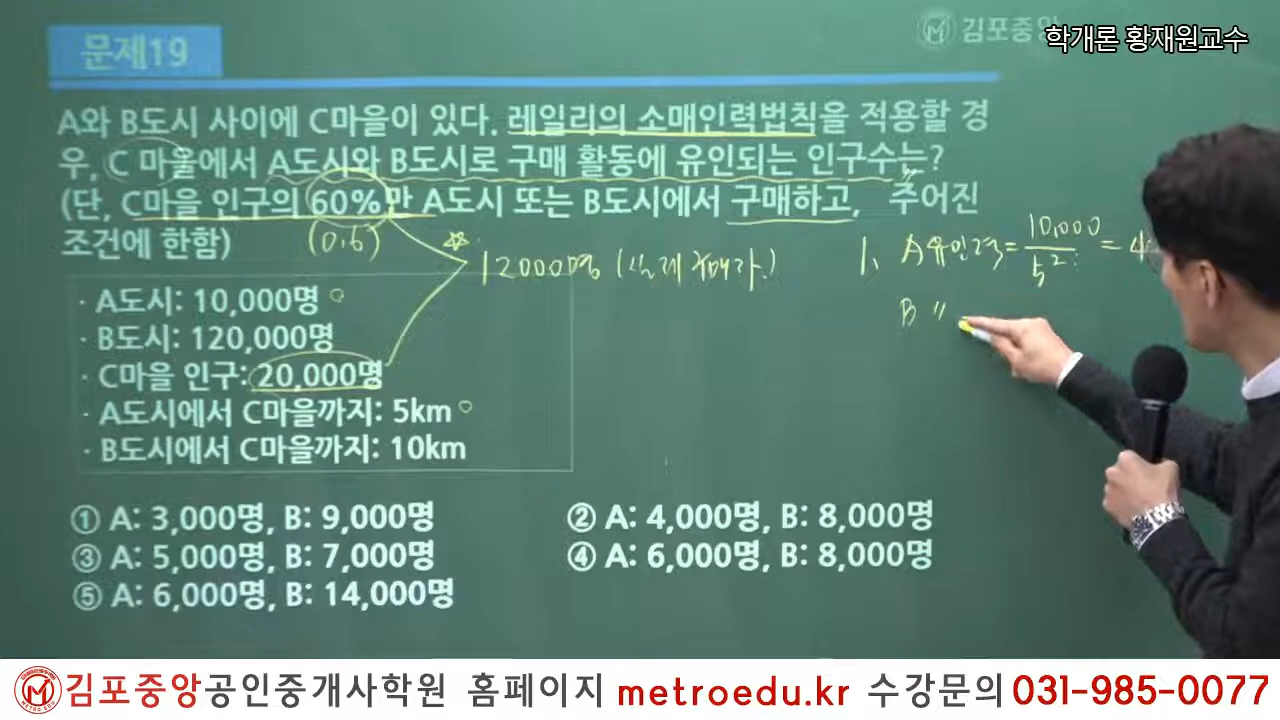 김포중앙
학개론 황재원교수
문제19
A와 B도시 사이에 C마을이 있다. 레일리의 소매인력법칙을 적용할 경
우, C 마을에서 A도시와 B도시로 구매 활동에 유인되는 인구수는?
(단, C마을 인구의 60%만 A도시 또는 B도시에서 구매하고, 주어진
조건에 한함)
(0.6)
12000명 (실제 구매자)
1, A유인력 = 10,000 / 5² = 4
B 〃
· A도시: 10,000명
· B도시: 120,000명
· C마을 인구: 20,000명
· A도시에서 C마을까지: 5km
· B도시에서 C마을까지: 10km
① A: 3,000명, B: 9,000명
② A: 4,000명, B: 8,000명
③ A: 5,000명, B: 7,000명
④ A: 6,000명, B: 8,000명
⑤ A: 6,000명, B: 14,000명
김포중앙공인중개사학원 홈페이지 metroedu.kr 수강문의 031-985-0077